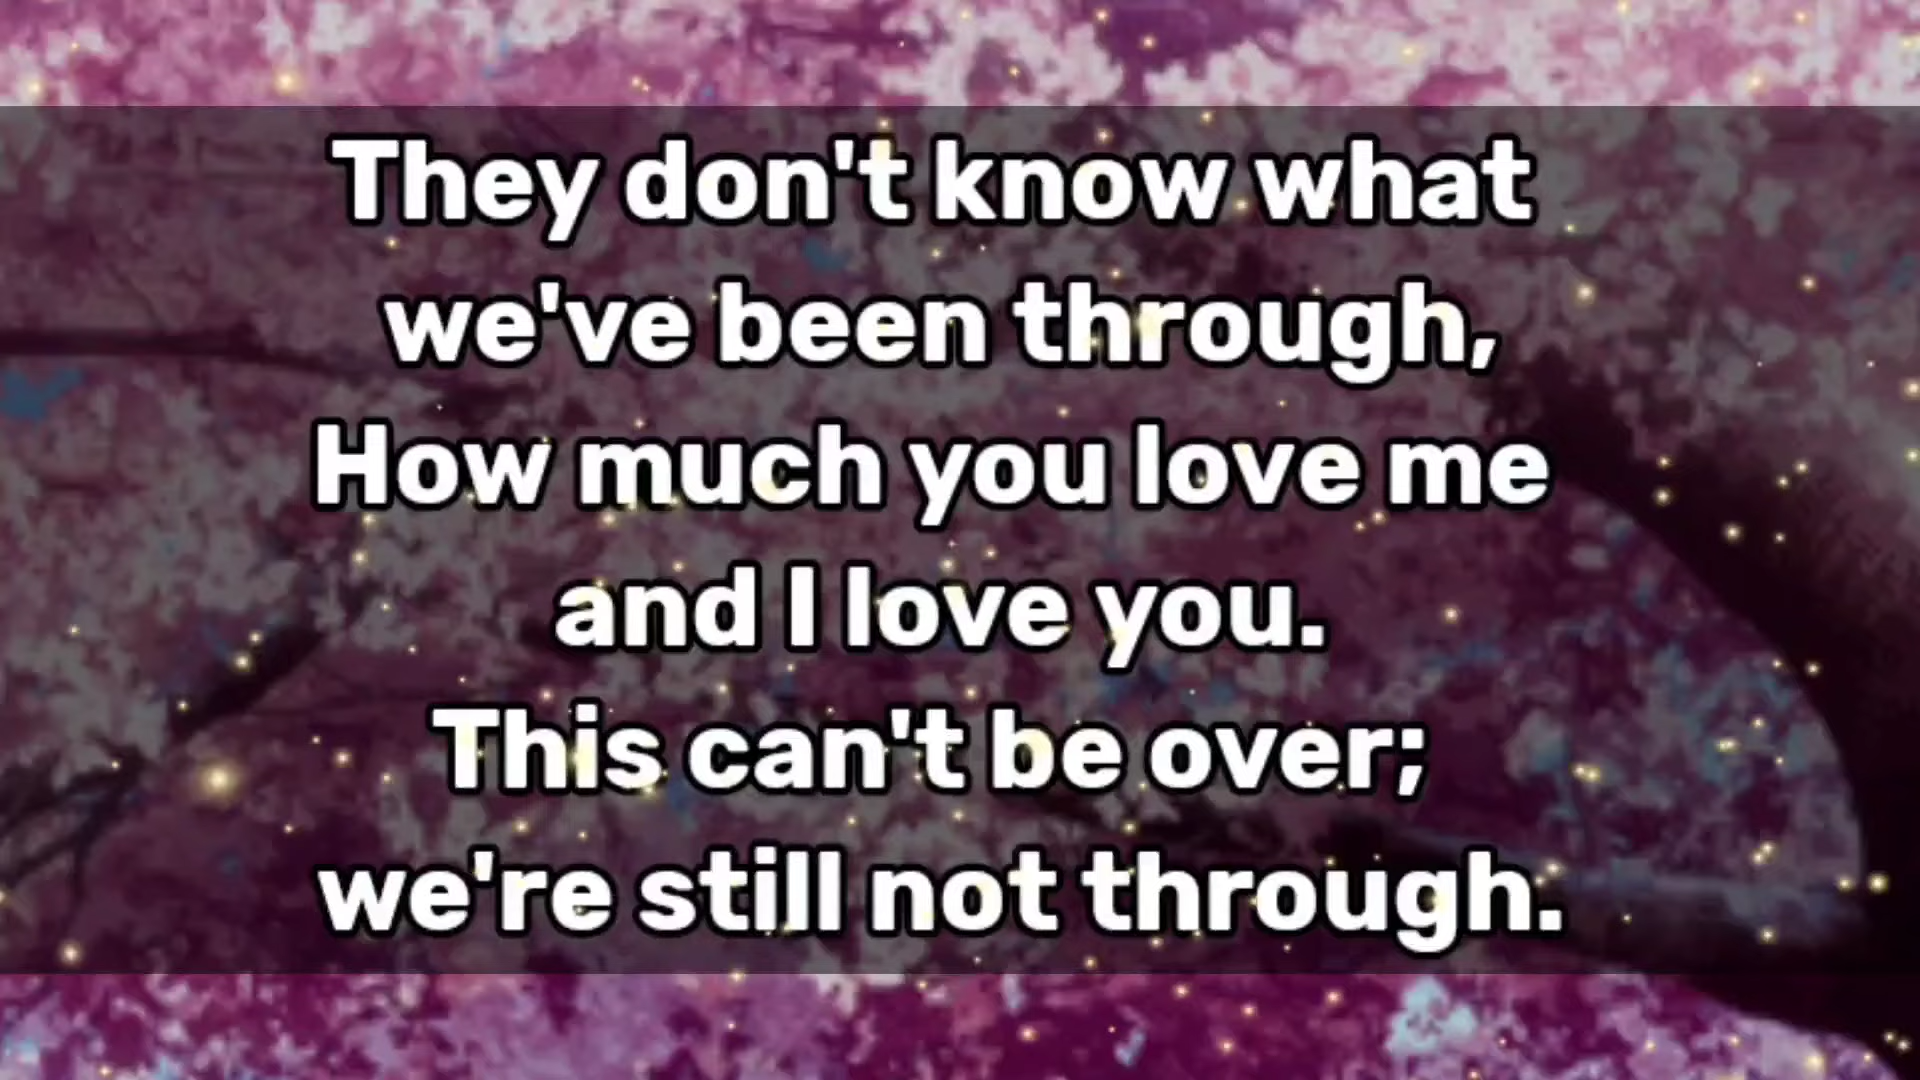 They don't know what
we've been through,
How much you love me
and I love you.
This can't be over;
we're still not through.